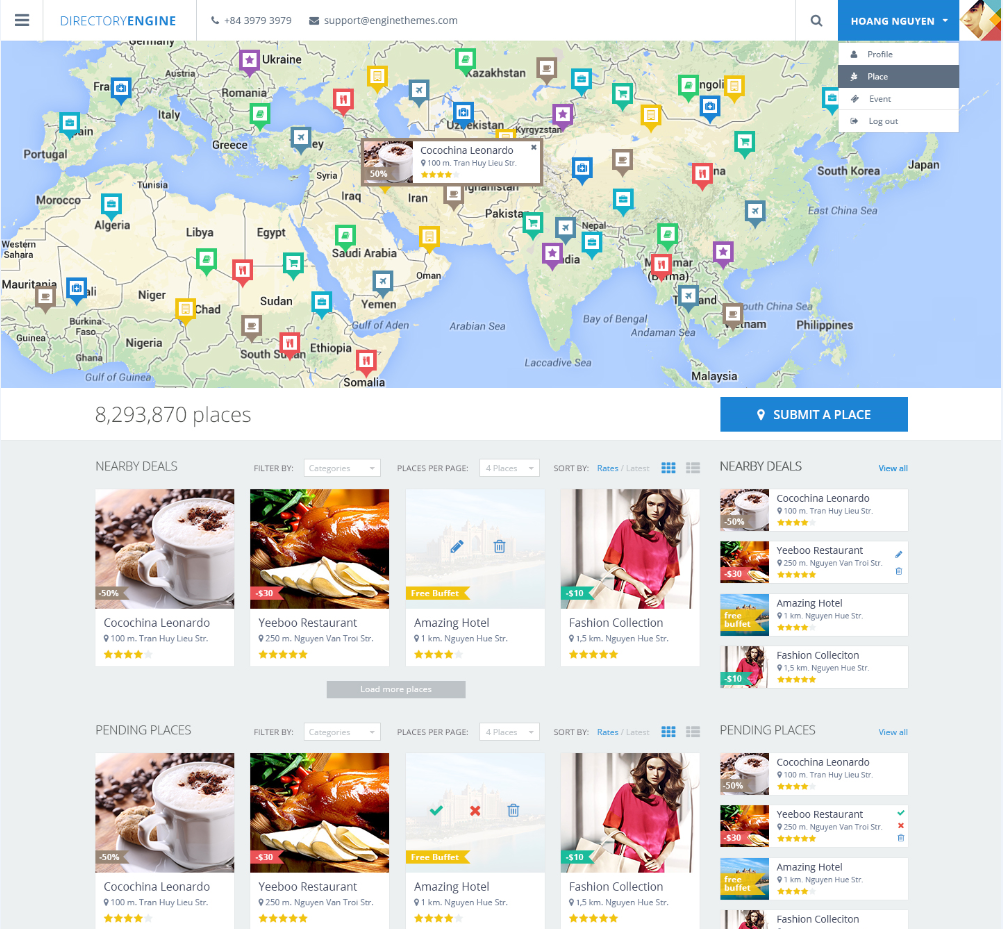 DIRECTORYENGINE
+84 3979 3979
support@enginethemes.com
HOANG NGUYEN
Profile
Place
Event
Log out
Germany
Ukraine
Kazakhstan
Austria
Romania
Uzbekistan
Kyrgyzstan
Portugal
Greece
South Korea
Japan
Tunisia
Syria
Iraq
Iran
Morocco
Algeria
Libya
Egypt
Nepal
East China Sea
Western
Sahara
Saudi Arabia
Oman
Mauritania
Niger
Chad
Sudan
Yemen
Burkina
Faso
Guinea
Ghana
Nigeria
South Sudan
Ethiopia
Somalia
Gulf of Guinea
Gulf of Aden
Arabian Sea
Bay of Bengal
Andaman Sea
Laccadive Sea
South China Sea
Philippines
Malaysia
Cocochina Leonardo
100 m. Tran Huy Lieu Str.
50%
8,293,870 places
SUBMIT A PLACE
NEARBY DEALS
FILTER BY:
Categories
PLACES PER PAGE:
4 Places
SORT BY:
Rates / Latest
-50%
Cocochina Leonardo
100 m. Tran Huy Lieu Str.
-$30
Yeeboo Restaurant
250 m. Nguyen Van Troi Str.
Free Buffet
Amazing Hotel
1 km. Nguyen Hue Str.
-$10
Fashion Collection
1,5 km. Nguyen Hue Str.
Load more places
NEARBY DEALS
View all
-50%
Cocochina Leonardo
100 m. Tran Huy Lieu Str.
-$30
Yeeboo Restaurant
250 m. Nguyen Van Troi Str.
free
buffet
Amazing Hotel
1 km. Nguyen Hue Str.
-$10
Fashion Colleciton
1,5 km. Nguyen Hue Str.
PENDING PLACES
FILTER BY:
Categories
PLACES PER PAGE:
4 Places
SORT BY:
Rates / Latest
-50%
Cocochina Leonardo
100 m. Tran Huy Lieu Str.
-$30
Yeeboo Restaurant
250 m. Nguyen Van Troi Str.
Free Buffet
Amazing Hotel
1 km. Nguyen Hue Str.
-$10
Fashion Collection
1,5 km. Nguyen Hue Str.
PENDING PLACES
View all
-50%
Cocochina Leonardo
100 m. Tran Huy Lieu Str.
-$30
Yeeboo Restaurant
250 m. Nguyen Van Troi Str.
free
buffet
Amazing Hotel
1 km. Nguyen Hue Str.
Fashion Colleciton